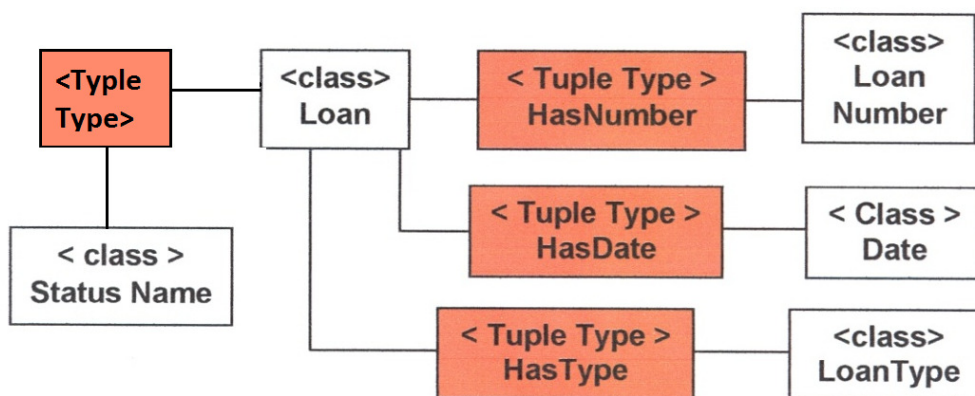 <Typle
Type>
<class>
Loan
< Tuple Type >
HasNumber
<class>
Loan
Number
< Tuple Type >
HasDate
< Class >
Date
< class >
Status Name
< Tuple Type >
HasType
<class>
LoanType